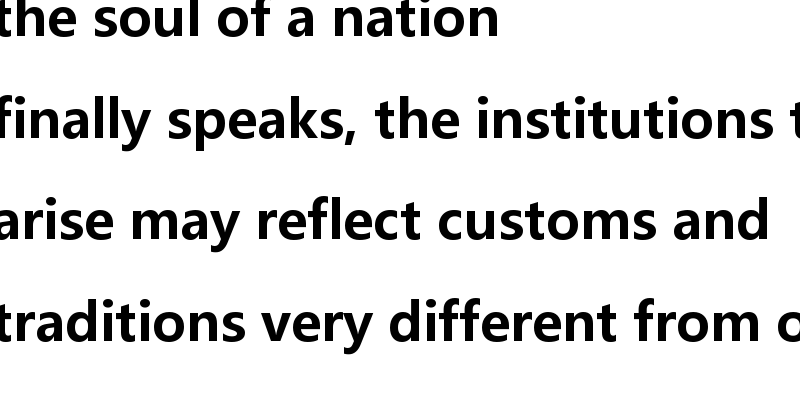 the soul of a nation
finally speaks, the institutions
arise may reflect customs and
traditions very different from